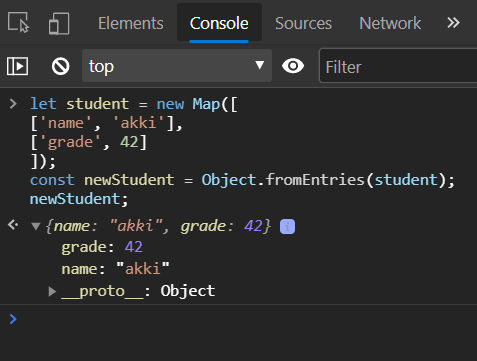 Elements Console Sources Network »
top ▼ Filter
> let student = new Map([
['name', 'akki'],
['grade', 42]
]);
const newStudent = Object.fromEntries(student);
newStudent;
<· ▼{name: "akki", grade: 42} i
grade: 42
name: "akki"
▶ __proto__: Object
>